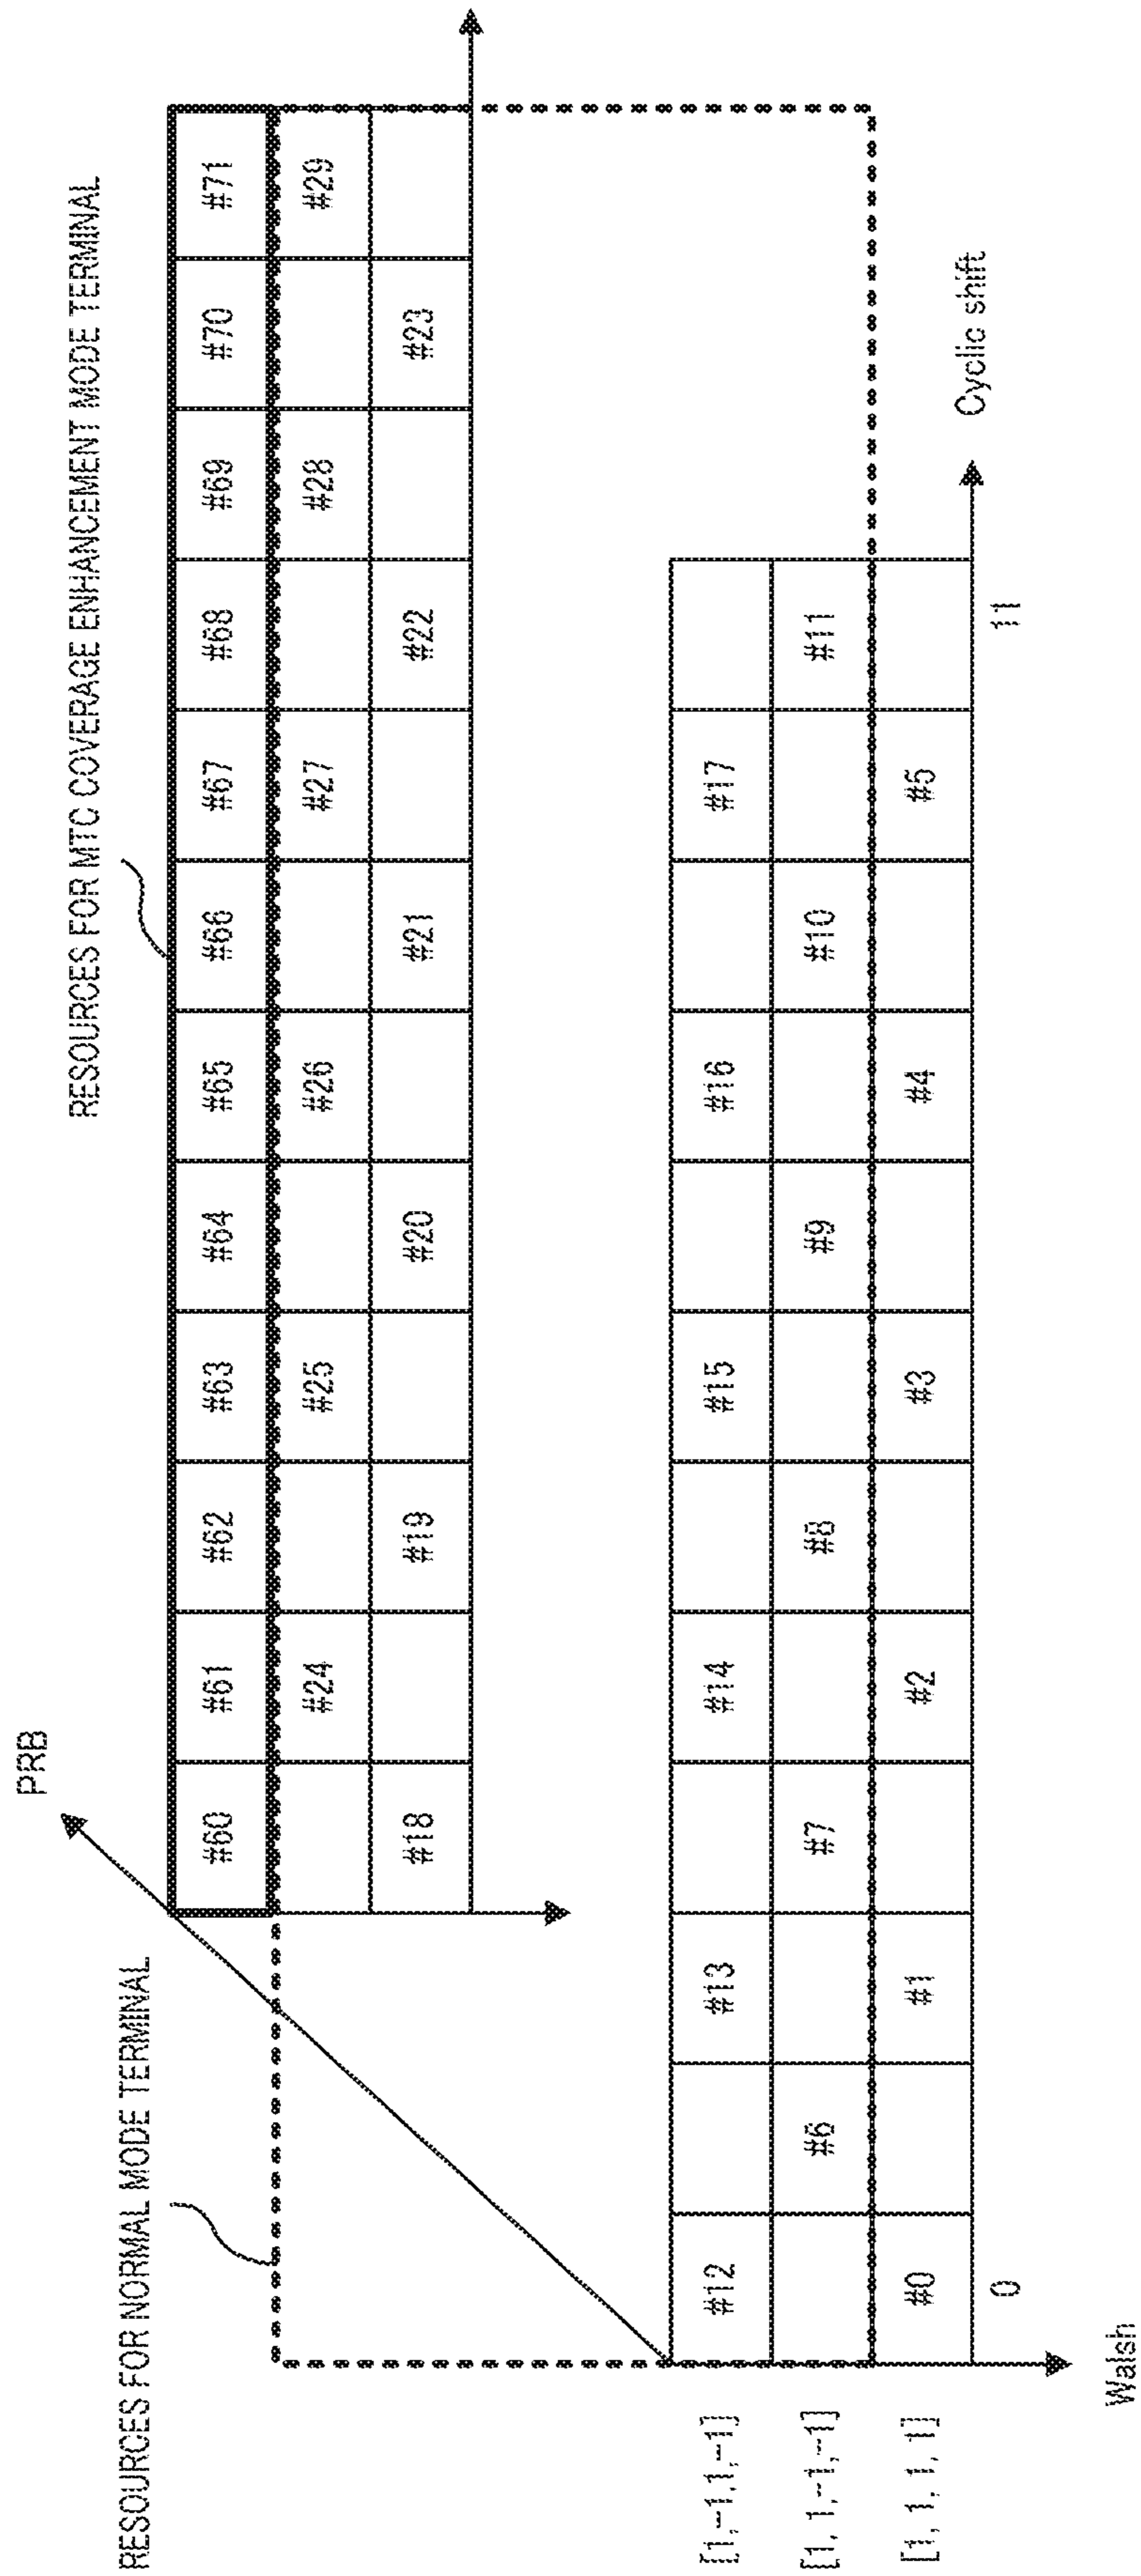 RESOURCES FOR MTC COVERAGE ENHANCEMENT MODE TERMINAL
RESOURCES FOR NORMAL MODE TERMINAL
PRB
#60 #61 #62 #63 #64 #65 #66 #67 #68 #69 #70 #71
#24 #25 #26 #27 #28 #29
#18 #19 #20 #21 #22 #23
[1,-1,1,-1] #12 #13 #14 #15 #16 #17
[1, 1,-1,-1] #6 #7 #8 #9 #10 #11
[1, 1, 1, 1] #0 #1 #2 #3 #4 #5
0 11 Cyclic shift
Walsh